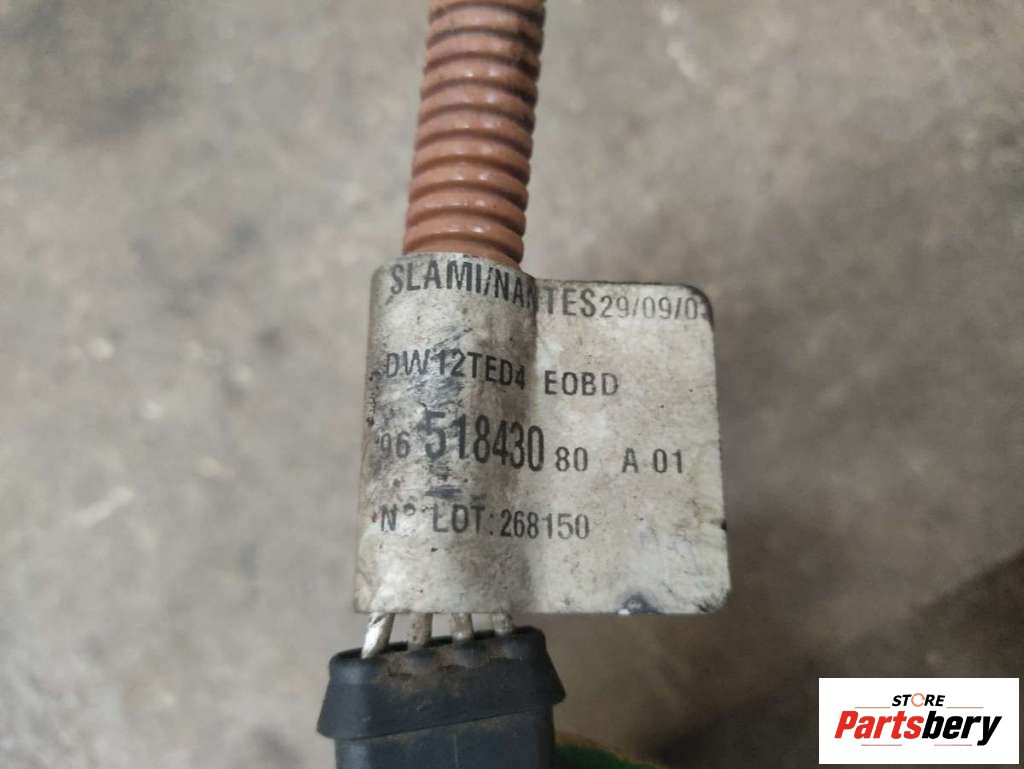 SLAMI/NANTES 29/09/0
DW12TED4 EOBD
96 518430 80 A 01
N° LOT: 268150
STORE
Partsbery